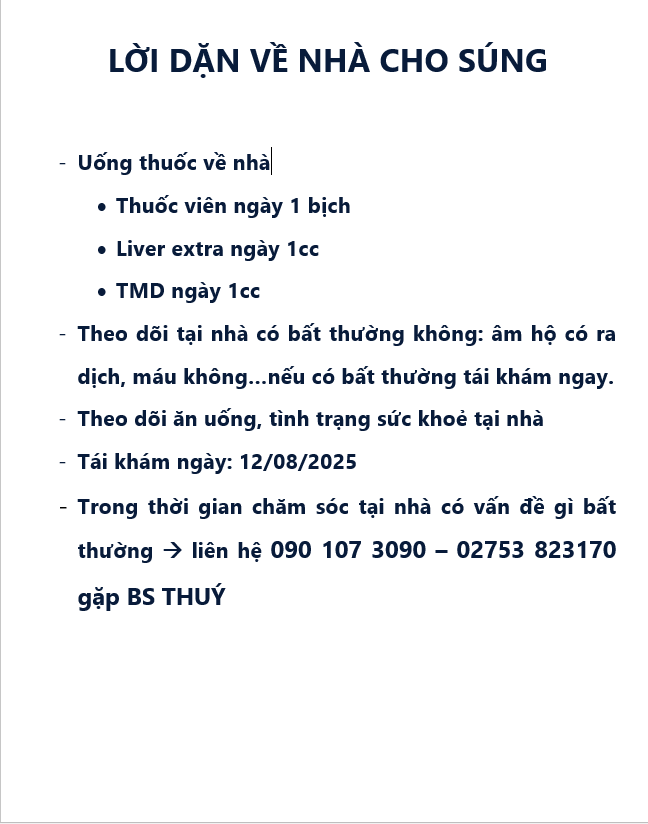 LỜI DẶN VỀ NHÀ CHO SÚNG
- Uống thuốc về nhà
• Thuốc viên ngày 1 bịch
• Liver extra ngày 1cc
• TMD ngày 1cc
- Theo dõi tại nhà có bất thường không: âm hộ có ra
dịch, máu không...nếu có bất thường tái khám ngay.
- Theo dõi ăn uống, tình trạng sức khoẻ tại nhà
- Tái khám ngày: 12/08/2025
- Trong thời gian chăm sóc tại nhà có vấn đề gì bất
thường → liên hệ 090 107 3090 – 02753 823170
gặp BS THUÝ